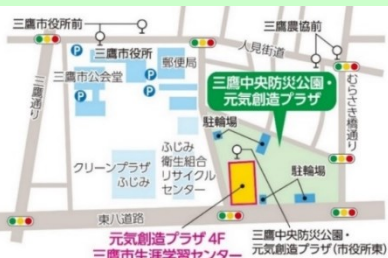 三鷹市役所前
三鷹農協前
三鷹市役所
郵便局
人見街道
三鷹市公会堂
三鷹通り
三鷹中央防災公園・
元気創造プラザ
むらさき橋通り
駐輪場
ふじみ
衛生組合
リサイクル
センター
クリーンプラザ
ふじみ
駐輪場
東八道路
元気創造プラザ 4F
三鷹市生涯学習センター
三鷹中央防災公園・
元気創造プラザ(市役所東)
P
P
P
P